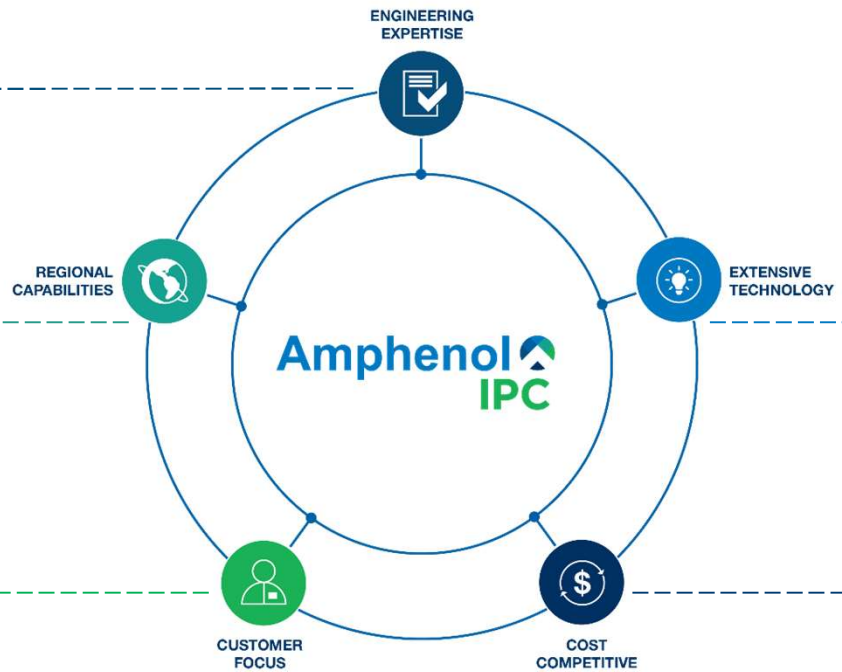 ENGINEERING
EXPERTISE
REGIONAL
CAPABILITIES
EXTENSIVE
TECHNOLOGY
Amphenol
IPC
$
CUSTOMER
FOCUS
COST
COMPETITIVE